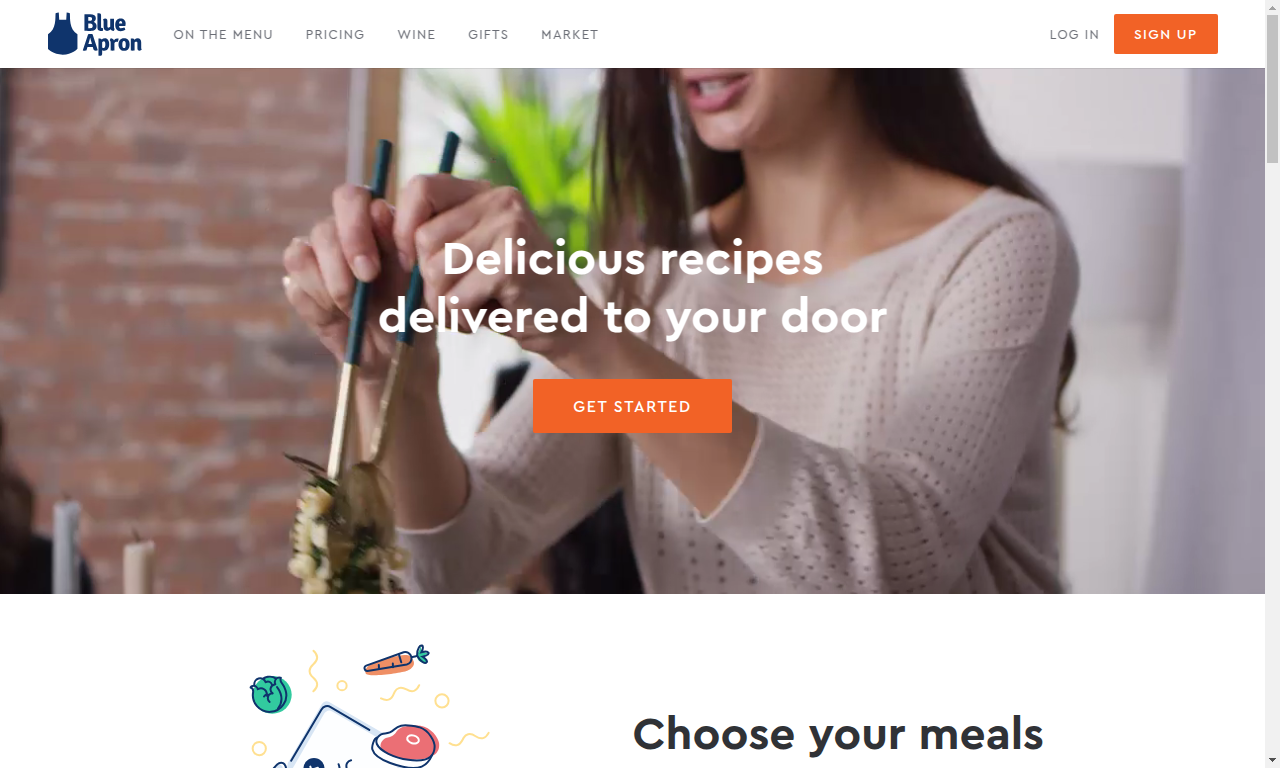 Blue
Apron
ON THE MENU
PRICING
WINE
GIFTS
MARKET
LOG IN
SIGN UP
Delicious recipes
delivered to your door
GET STARTED
Choose your meals